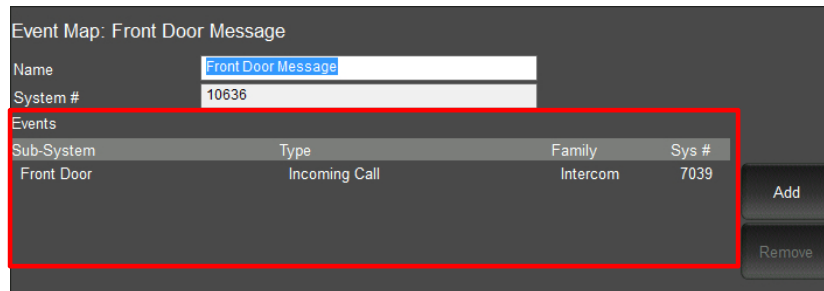 Event Map: Front Door Message
Name Front Door Message
System # 10636
Events
Sub-System Type Family Sys #
Front Door Incoming Call Intercom 7039
Add
Remove